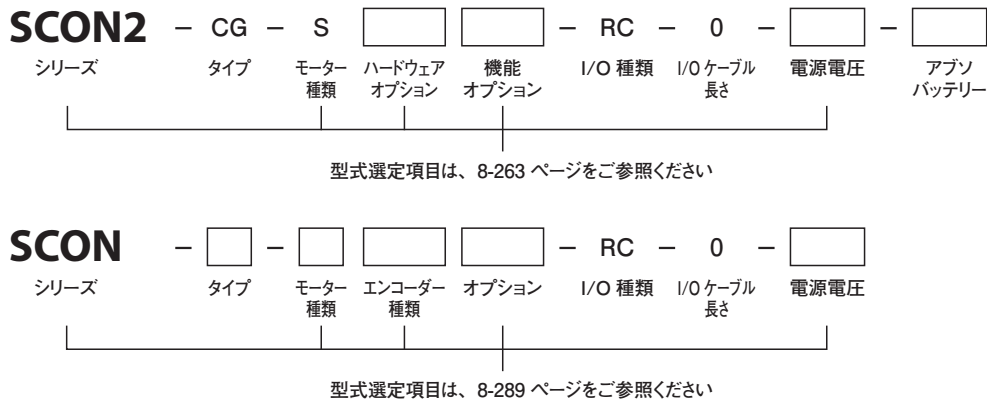 SCON2 － CG － S － RC － 0 － －
シリーズ タイプ モーター種類 ハードウェアオプション 機能オプション I/O 種類 I/O ケーブル長さ 電源電圧 アブソバッテリー
型式選定項目は、8-263 ページをご参照ください
SCON － － － RC － 0 －
シリーズ タイプ モーター種類 エンコーダー種類 オプション I/O 種類 I/O ケーブル長さ 電源電圧
型式選定項目は、8-289 ページをご参照ください